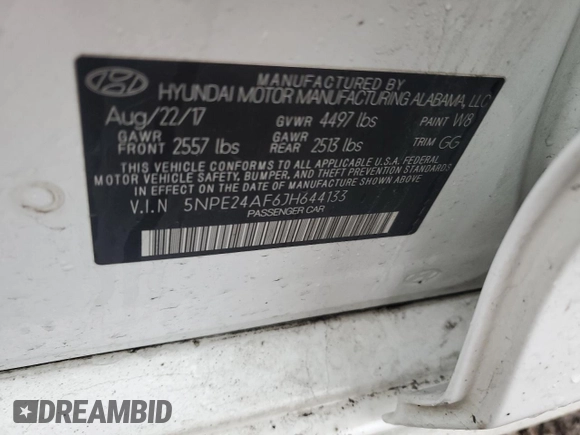 MANUFACTURED BY
HYUNDAI MOTOR MANUFACTURING ALABAMA, LLC
Aug/22/17 GVWR 4497 lbs PAINT W8
GAWR FRONT 2557 lbs GAWR REAR 2513 lbs TRIM GG
THIS VEHICLE CONFORMS TO ALL APPLICABLE U.S.A. FEDERAL
MOTOR VEHICLE SAFETY, BUMPER, AND THEFT PREVENTION STANDARDS
IN EFFECT ON THE DATE OF MANUFACTURE SHOWN ABOVE.
V.I.N 5NPE24AF6JH644133
PASSENGER CAR
DREAMBID